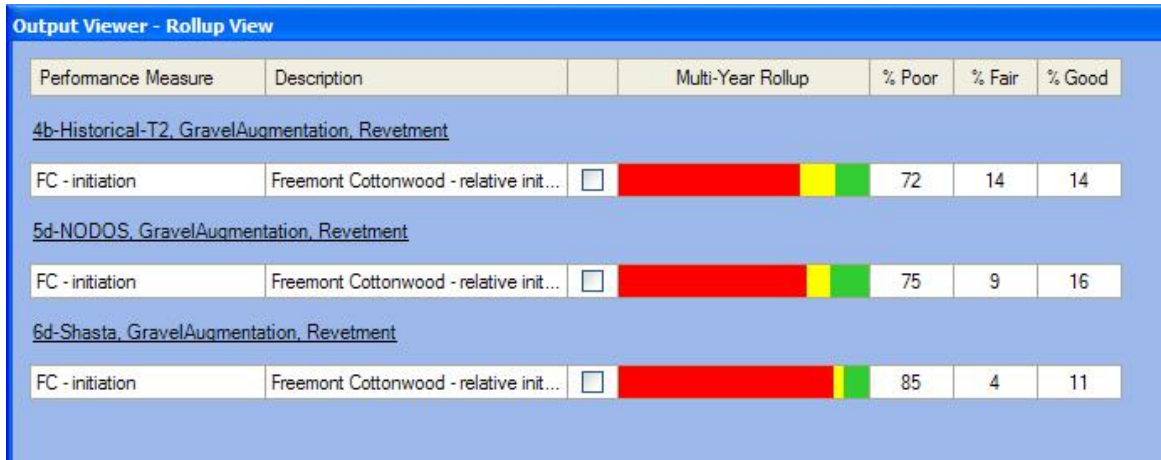 Output Viewer - Rollup View
Performance Measure Description Multi-Year Rollup % Poor % Fair % Good
4b-Historical-T2, GravelAugmentation, Revetment
FC - initiation Freemont Cottonwood - relative init... 72 14 14
5d-NODOS, GravelAugmentation, Revetment
FC - initiation Freemont Cottonwood - relative init... 75 9 16
6d-Shasta, GravelAugmentation, Revetment
FC - initiation Freemont Cottonwood - relative init... 85 4 11